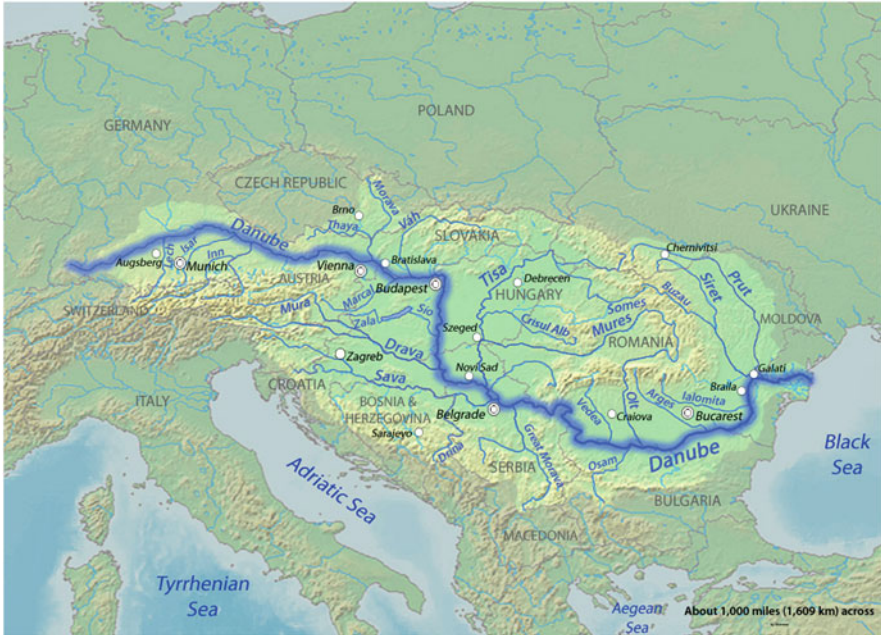 POLAND
GERMANY
CZECH REPUBLIC
UKRAINE
Morava
Brno
Thaya
Vah
SLOVAKIA
Danube
Chernivitsi
Augsberg
Lech
Isar
Inn
Munich
Vienna
Bratislava
AUSTRIA
Budapest
Tisa
Debrecen
HUNGARY
Somes
Buzau
Siret
Prut
SWITZERLAND
Mura
Marcal
Zala
Sio
Szeged
Crisul Alb
Mures
ROMANIA
MOLDOVA
Drava
Zagreb
Novi Sad
Galati
Braila
Sava
CROATIA
ITALY
BOSNIA &
HERZEGOVINA
Belgrade
Vedea
Olt
Arges
Ialomita
Craiova
Bucarest
Sarajevo
Drina
SERBIA
Great Morava
Osam
Danube
Black
Sea
Adriatic Sea
BULGARIA
MACEDONIA
Tyrrhenian
Sea
Aegean
Sea
About 1,000 miles (1,609 km) across